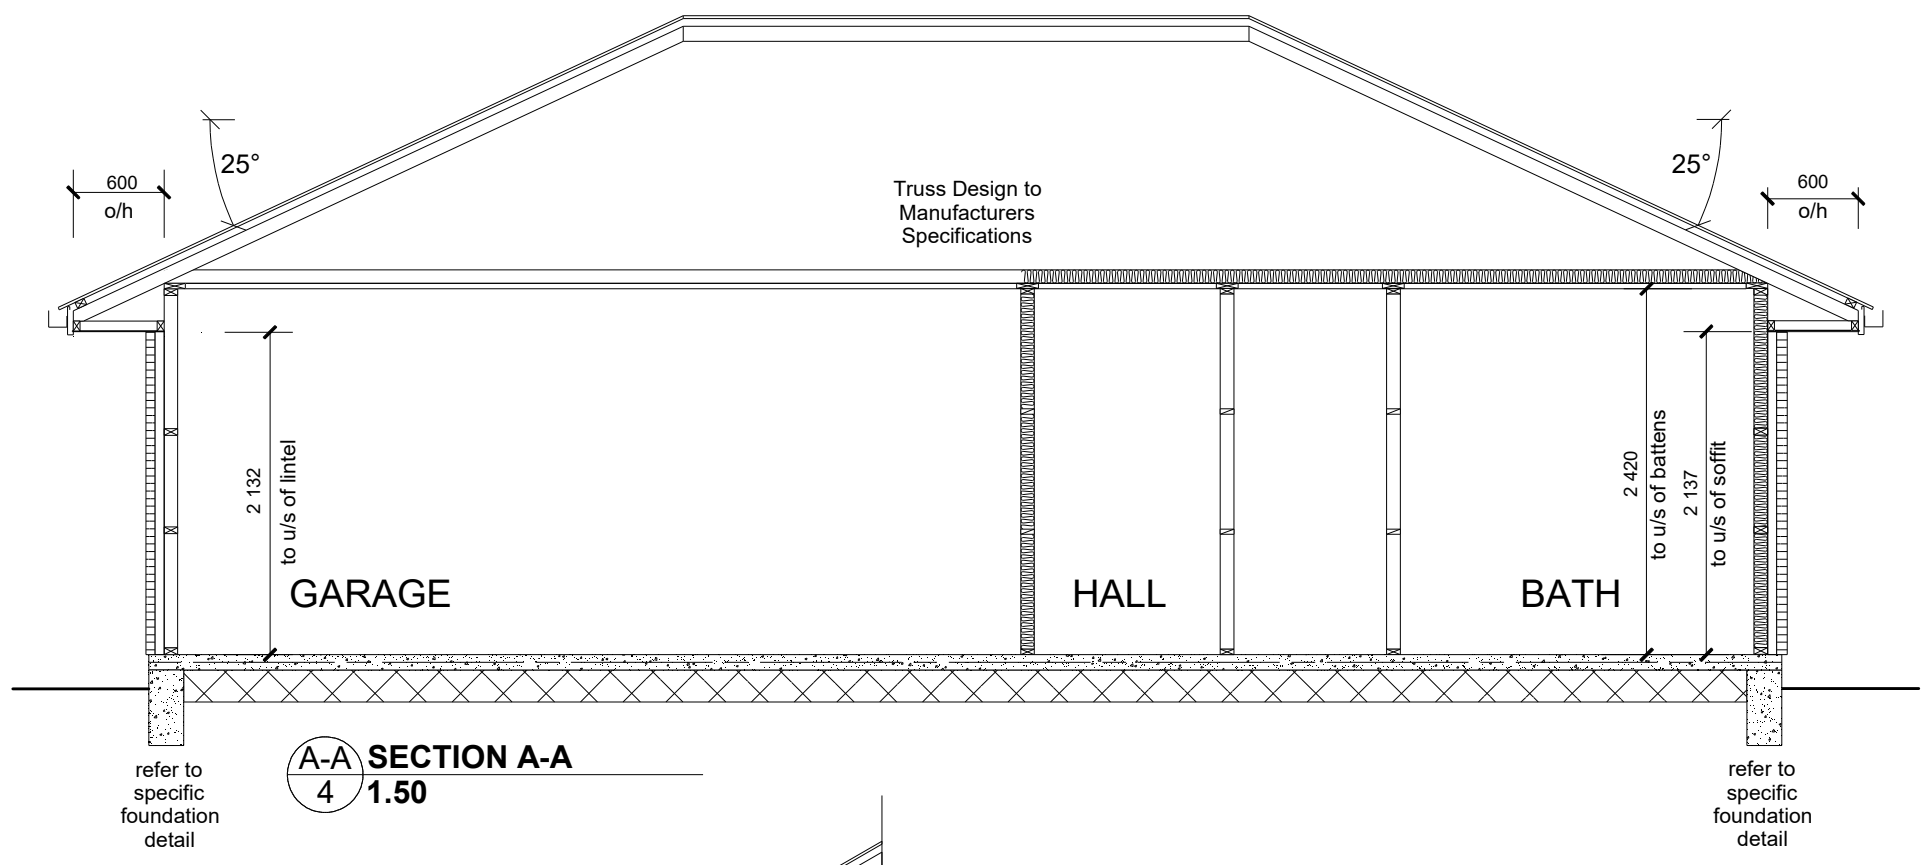 25°
600
o/h
Truss Design to
Manufacturers
Specifications
25°
600
o/h
2 132
to u/s of lintel
2 420
to u/s of battens
2 137
to u/s of soffit
GARAGE
HALL
BATH
A-A
4
SECTION A-A
1.50
refer to
specific
foundation
detail
refer to
specific
foundation
detail